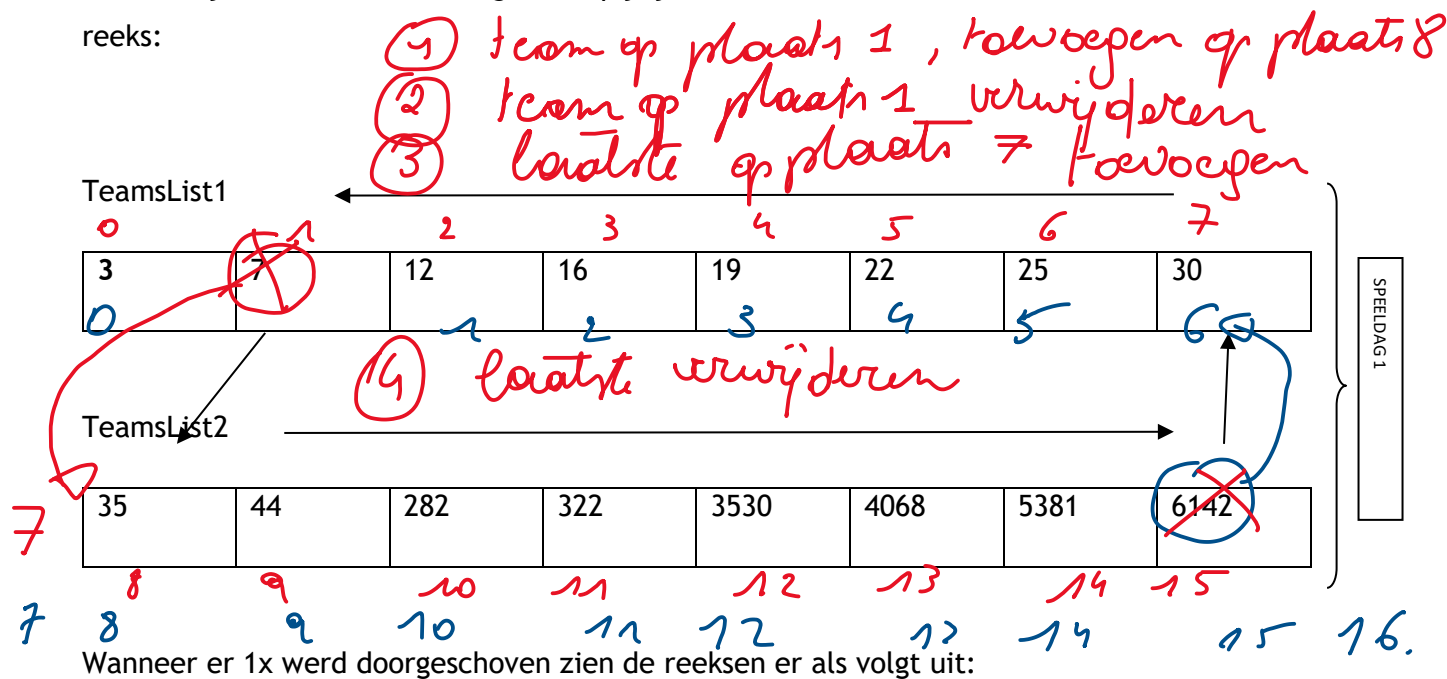 reeks:
① team op plaats 1, toevoegen op plaats 8
② team op plaats 1 verwijderen
③ laatste op plaats 7 toevoegen
TeamsList1
0 1 2 3 4 5 6 7
3 7 12 16 19 22 25 30
0 1 2 3 4 5 6
④ laatste verwijderen
TeamsList2
7 35 44 282 322 3530 4068 5381 6142
8 9 10 11 12 13 14 15
7 8 9 10 11 12 13 14 15 16.
Wanneer er 1x werd doorgeschoven zien de reeksen er als volgt uit:
SPEELDAG 1